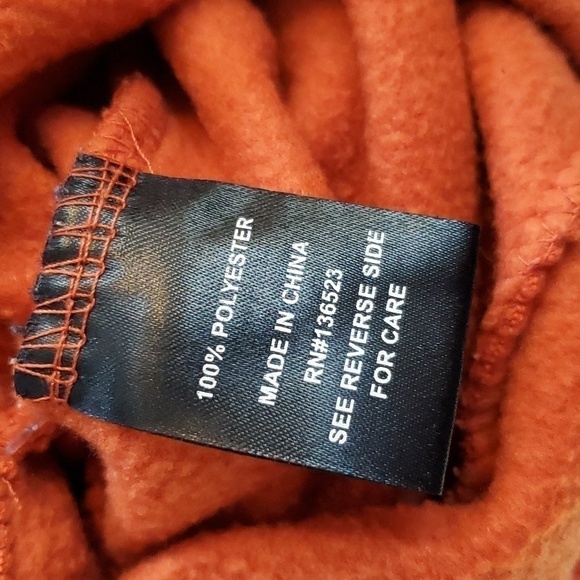 100% POLYESTER
MADE IN CHINA
RN#136523
SEE REVERSE SIDE
FOR CARE